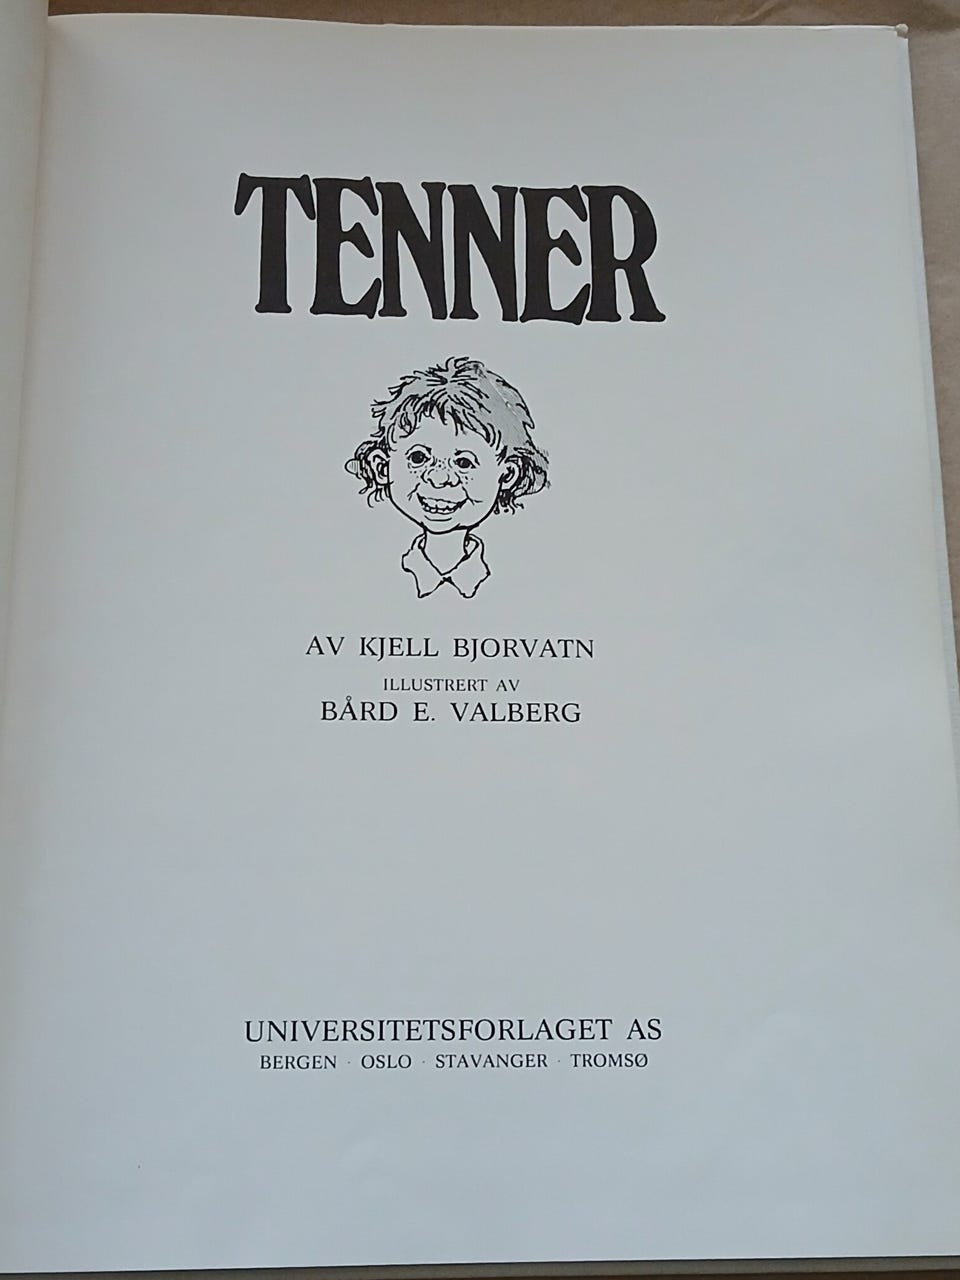 TENNER
AV KJELL BJORVATN
ILLUSTRERT AV
BÅRD E. VALBERG
UNIVERSITETSFORLAGET AS
BERGEN · OSLO · STAVANGER · TROMSØ